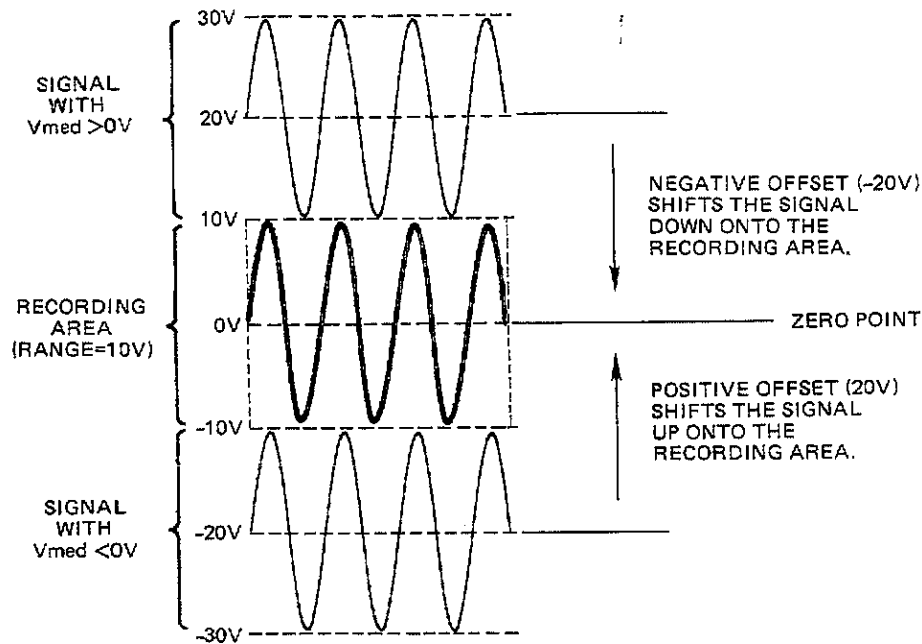 30V
SIGNAL
WITH
Vmed >0V
20V
10V
NEGATIVE OFFSET (-20V)
SHIFTS THE SIGNAL
DOWN ONTO THE
RECORDING AREA.
RECORDING
AREA
(RANGE=10V)
0V
ZERO POINT
-10V
POSITIVE OFFSET (20V)
SHIFTS THE SIGNAL
UP ONTO THE
RECORDING AREA.
SIGNAL
WITH
Vmed <0V
-20V
-30V